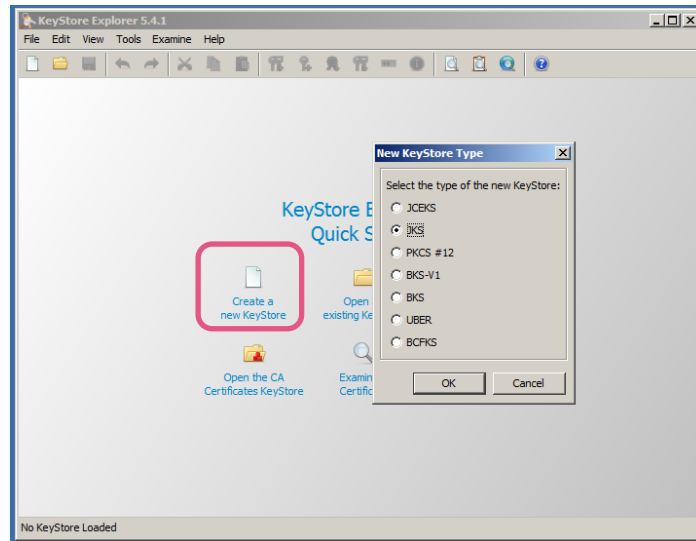 KeyStore Explorer 5.4.1
File Edit View Tools Examine Help
New KeyStore Type
Select the type of the new KeyStore:
JCEKS
JKS
PKCS #12
BKS-V1
BKS
UBER
BCFKS
OK Cancel
KeyStore E
Quick S
Create a
new KeyStore
Open
existing Ke
Open the CA
Certificates KeyStore
Examin
Certific
No KeyStore Loaded